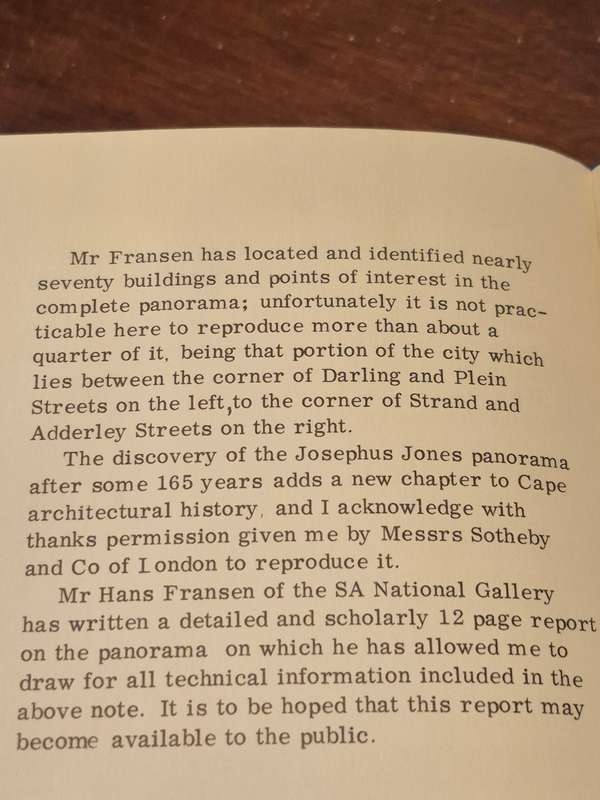 Mr Fransen has located and identified nearly
seventy buildings and points of interest in the
complete panorama; unfortunately it is not prac-
ticable here to reproduce more than about a
quarter of it, being that portion of the city which
lies between the corner of Darling and Plein
Streets on the left,to the corner of Strand and
Adderley Streets on the right.
The discovery of the Josephus Jones panorama
after some 165 years adds a new chapter to Cape
architectural history, and I acknowledge with
thanks permission given me by Messrs Sotheby
and Co of London to reproduce it.
Mr Hans Fransen of the SA National Gallery
has written a detailed and scholarly 12 page report
on the panorama on which he has allowed me to
draw for all technical information included in the
above note. It is to be hoped that this report may
become available to the public.